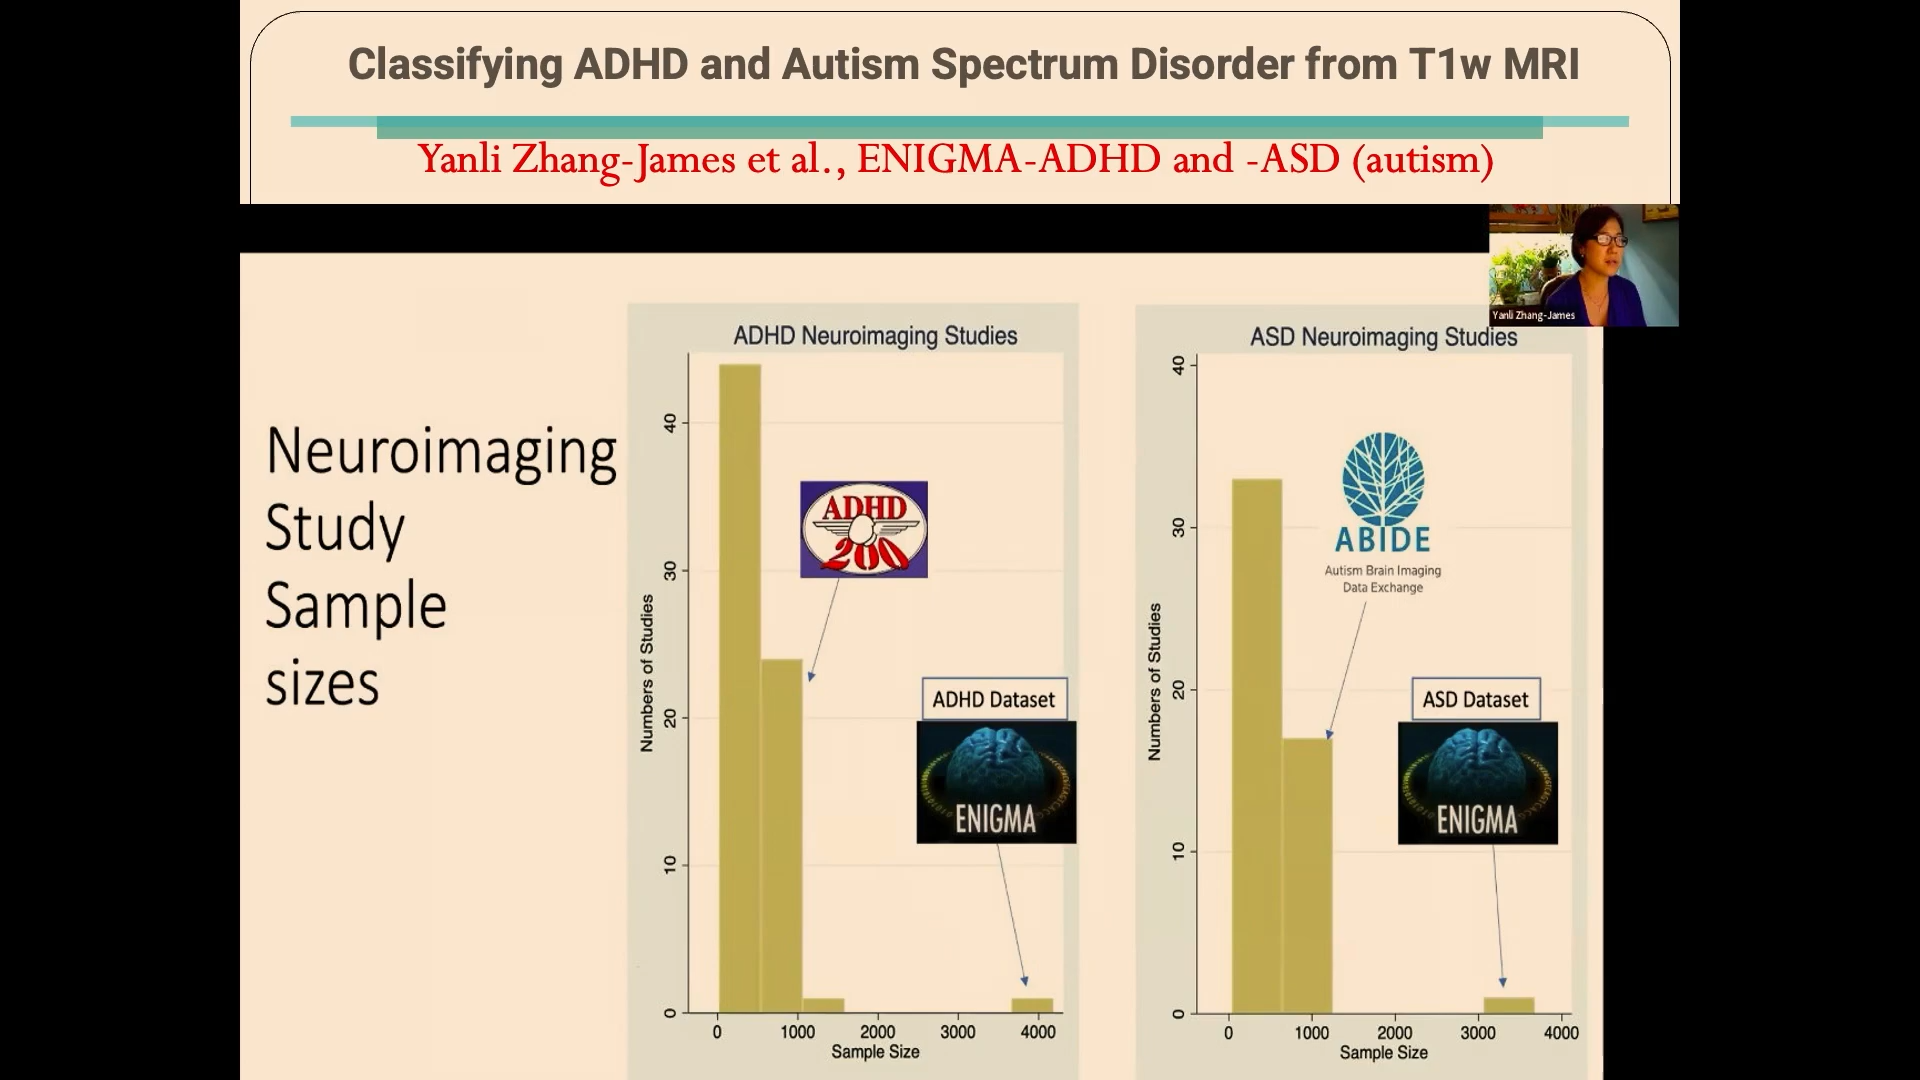 Classifying ADHD and Autism Spectrum Disorder from T1w MRI
Yanli Zhang-James et al., ENIGMA-ADHD and -ASD (autism)
Yanli Zhang-James
Neuroimaging
Study
Sample
sizes
ADHD Neuroimaging Studies
Numbers of Studies
40
30
20
10
0
ADHD
200
ADHD Dataset
ENIGMA
0 1000 2000 3000 4000
Sample Size
ASD Neuroimaging Studies
Numbers of Studies
40
30
20
10
0
ABIDE
Autism Brain Imaging
Data Exchange
ASD Dataset
ENIGMA
0 1000 2000 3000 4000
Sample Size